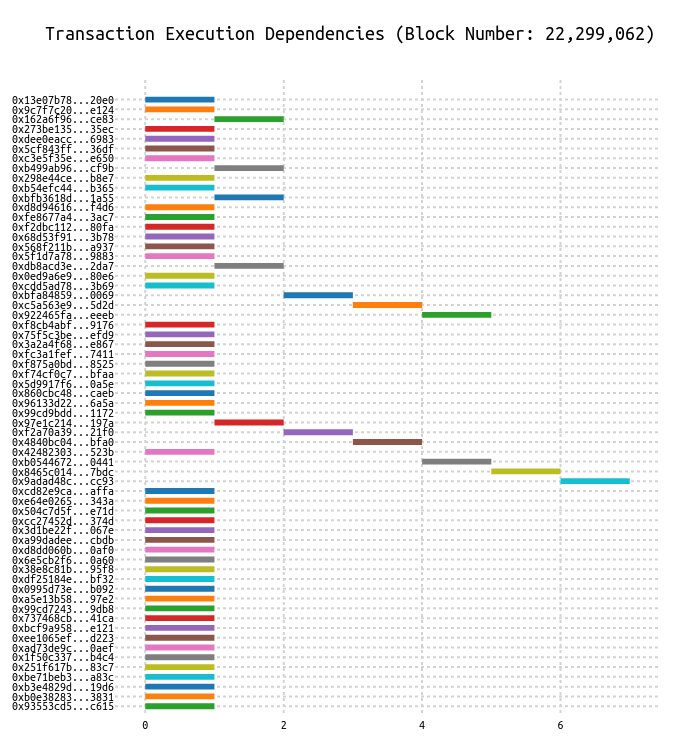 Transaction Execution Dependencies (Block Number: 22,299,062)
0x13e07b78...20e0
0x9c7f7c20...e124
0x162a6f96...ce83
0x273be135...35ec
0xdee0eacc...6983
0x5cf843ff...36df
0xc3e5f35e...e650
0xb499ab96...cf9b
0x298e44ce...b8e7
0xb54efc44...b365
0xbfb3618d...1a55
0xd8d94616...f4d6
0xfe8677a4...3ac7
0xf2dbc112...80fa
0x68d53f91...3b78
0x568f211b...a937
0x5f1d7a78...9883
0xdb8acd3e...2da7
0x0ed9a6e9...80e6
0xcdd5ad78...3b69
0xbfa84859...0069
0xc5a563e9...5d2d
0x922465fa...eeeb
0xf8cb4abf...9176
0x75f5c3be...efd9
0x3a2a4f68...e867
0xfc3a1fef...7411
0xf875a0bd...8525
0xf74cf0c7...bfaa
0x5d9917f6...0a5e
0x860cbc48...caeb
0x96133d22...6a5a
0x99cd9bdd...1172
0x97e1c214...197a
0xf2a70a39...21f0
0x4840bc04...bfa0
0x42482303...523b
0xb0544672...0441
0x8465c014...7bdc
0x9adad48c...cc93
0xcd82e9ca...affa
0xe64e0265...343a
0x504c7d5f...e71d
0xcc27452d...374d
0x3d1be22f...067e
0xa99dadee...cbdb
0xd8dd060b...0af0
0x6e5cb2f6...0a60
0x38e8c81b...95f8
0xdf25184e...bf32
0x0995d73e...b092
0xa5e13b58...97e2
0x99cd7243...9db8
0x737468cb...41ca
0xbcf9a958...e121
0xee1065ef...d223
0xad73de9c...0aef
0x1f50c337...b4c4
0x251f617b...83c7
0xbe71beb3...a83c
0xb3e4829d...19d6
0xb0e38283...3831
0x93553cd5...c615
0 2 4 6